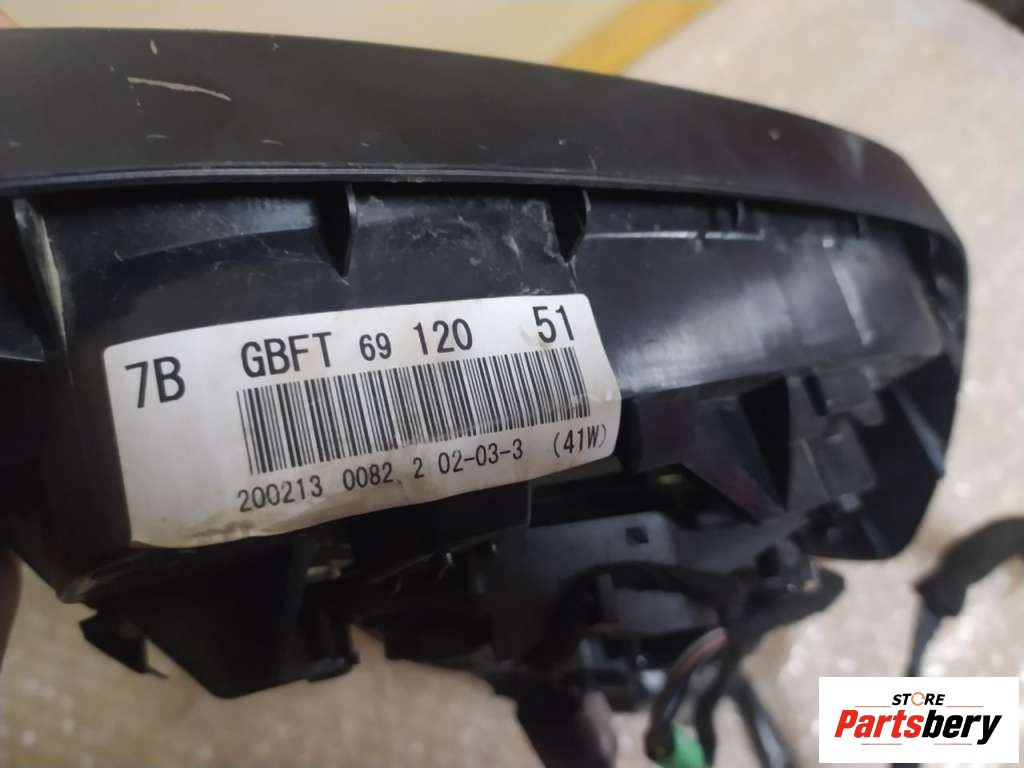 7B GBFT 69 120 51
200213 0082 2 02-03-3 (41W)
STORE
Partsbery